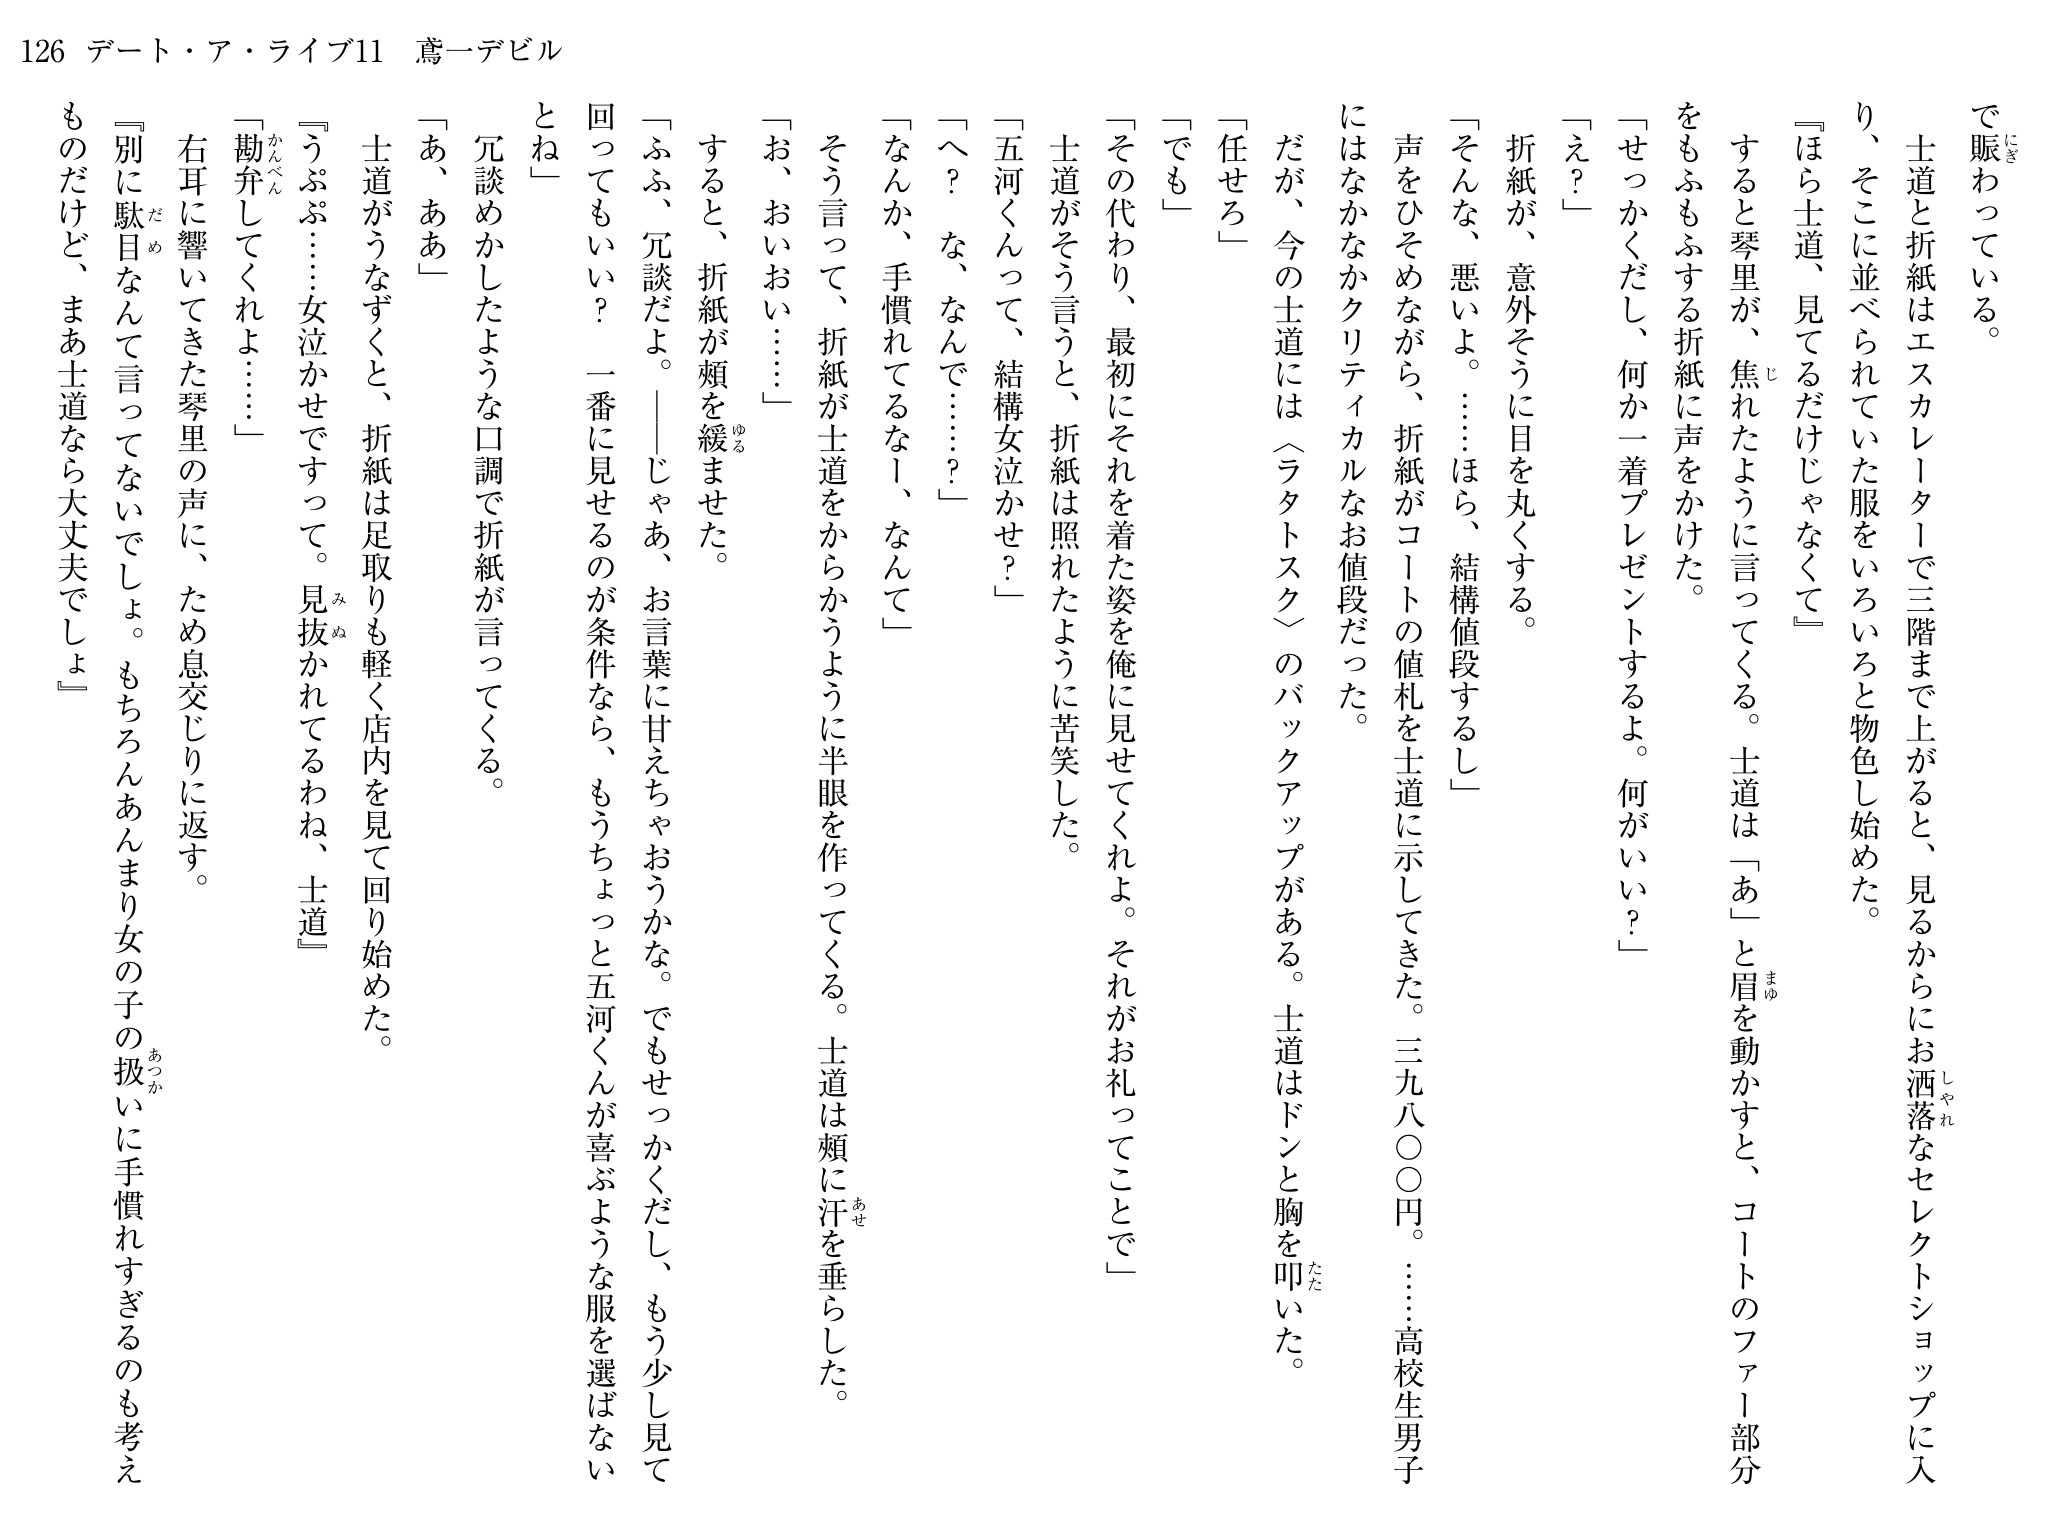 126 デート・ア・ライブ11 鳶一デビル
で賑わっている。
士道と折紙はエスカレーターで三階まで上がると、見るからにお洒落なセレクトショップに入
り、そこに並べられていた服をいろいろと物色し始めた。
『ほら士道、見てるだけじゃなくて』
すると琴里が、焦れたように言ってくる。士道は「あ」と眉を動かすと、コートのファー部分
をもふもふする折紙に声をかけた。
「せっかくだし、何か一着プレゼントするよ。何がいい?」
「え?」
折紙が、意外そうに目を丸くする。
「そんな、悪いよ。……ほら、結構値段するし」
声をひそめながら、折紙がコートの値札を士道に示してきた。三九八〇〇円。……高校生男子
にはなかなかクリティカルなお値段だった。
だが、今の士道には〈ラタトスク〉のバックアップがある。士道はドンと胸を叩いた。
「任せろ」
「でも」
「その代わり、最初にそれを着た姿を俺に見せてくれよ。それがお礼ってことで」
士道がそう言うと、折紙は照れたように苦笑した。
「五河くんって、結構女泣かせ?」
「へ? な、なんで……?」
「なんか、手慣れてるなー、なんて」
そう言って、折紙が士道をからかうように半眼を作ってくる。士道は頰に汗を垂らした。
「お、おいおい……」
すると、折紙が頰を緩ませた。
「ふふ、冗談だよ。――じゃあ、お言葉に甘えちゃおうかな。でもせっかくだし、もう少し見て
回ってもいい? 一番に見せるのが条件なら、もうちょっと五河くんが喜ぶような服を選ばない
とね」
冗談めかしたような口調で折紙が言ってくる。
「あ、ああ」
士道がうなずくと、折紙は足取りも軽く店内を見て回り始めた。
『うぷぷ……女泣かせですって。見抜かれてるわね、士道』
「勘弁してくれよ……」
右耳に響いてきた琴里の声に、ため息交じりに返す。
『別に駄目なんて言ってないでしょ。もちろんあんまり女の子の扱いに手慣れすぎるのも考え
ものだけど、まあ士道なら大丈夫でしょ』